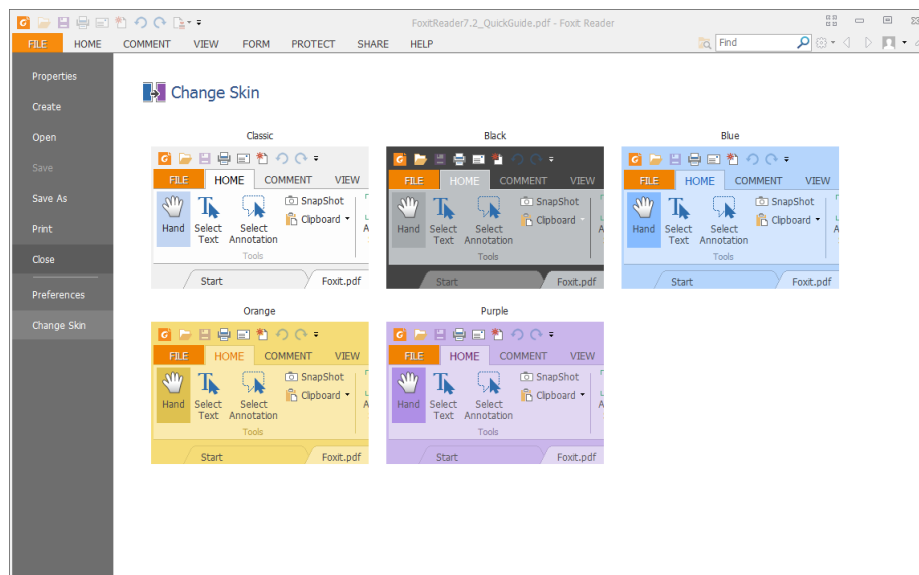 FoxitReader7.2_QuickGuide.pdf - Foxit Reader
FILE HOME COMMENT VIEW FORM PROTECT SHARE HELP Find
Properties
Create
Open
Save
Save As
Print
Close
Preferences
Change Skin
Change Skin
Classic
FILE HOME COMMENT VIEW
Hand
Select Text
Select Annotation
SnapShot
Clipboard
Tools
Start Foxit.pdf
Black
FILE HOME COMMENT VIEW
Hand
Select Text
Select Annotation
SnapShot
Clipboard
Tools
Start Foxit.pdf
Blue
FILE HOME COMMENT VIEW
Hand
Select Text
Select Annotation
SnapShot
Clipboard
Tools
Start Foxit.pdf
Orange
FILE HOME COMMENT VIEW
Hand
Select Text
Select Annotation
SnapShot
Clipboard
Tools
Start Foxit.pdf
Purple
FILE HOME COMMENT VIEW
Hand
Select Text
Select Annotation
SnapShot
Clipboard
Tools
Start Foxit.pdf